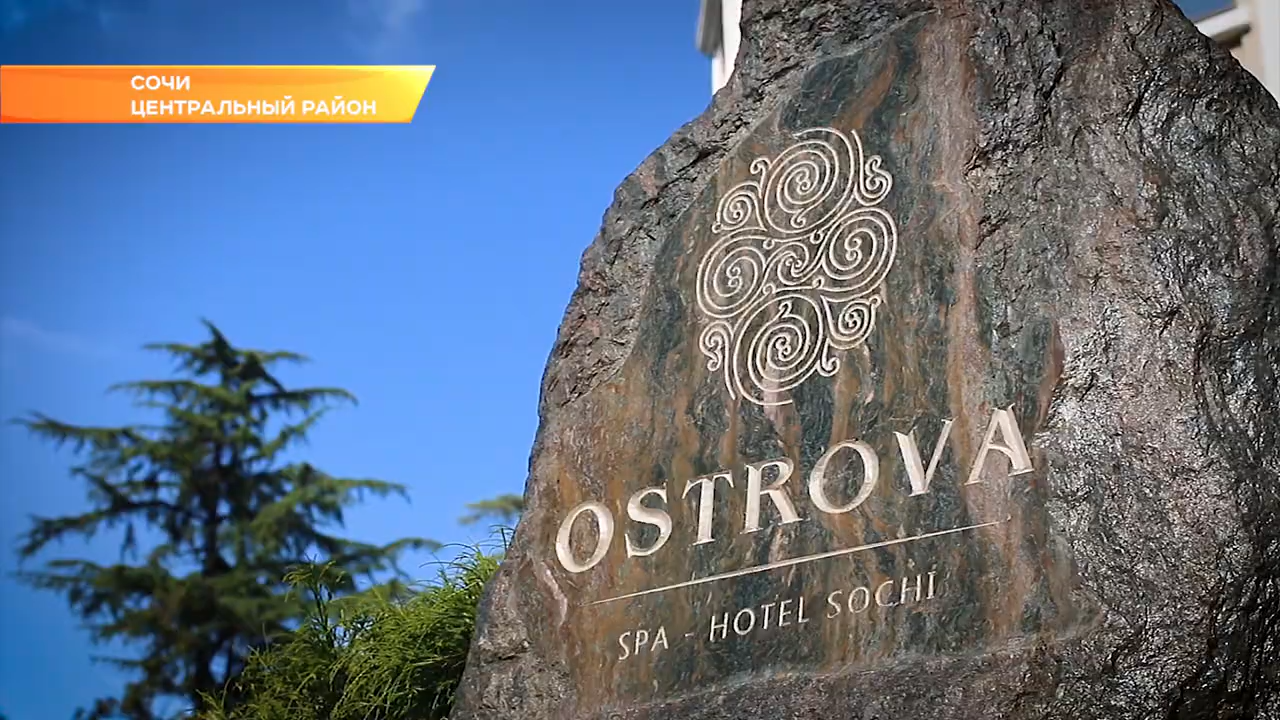 СОЧИ
ЦЕНТРАЛЬНЫЙ РАЙОН
OSTROVA
SPA - HOTEL SOCHI